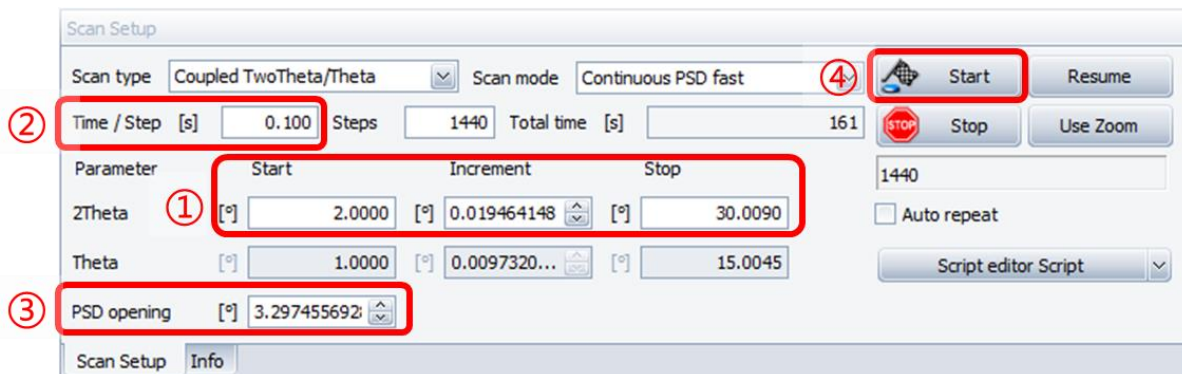 Scan Setup
Scan type Coupled TwoTheta/Theta Scan mode Continuous PSD fast ④ Start Resume
② Time / Step [s] 0.100 Steps 1440 Total time [s] 161 STOP Stop Use Zoom
Parameter Start Increment Stop 1440
2Theta ① [°] 2.0000 [°] 0.019464148 [°] 30.0090 Auto repeat
Theta [°] 1.0000 [°] 0.0097320... [°] 15.0045 Script editor Script
③ PSD opening [°] 3.297455692
Scan Setup Info